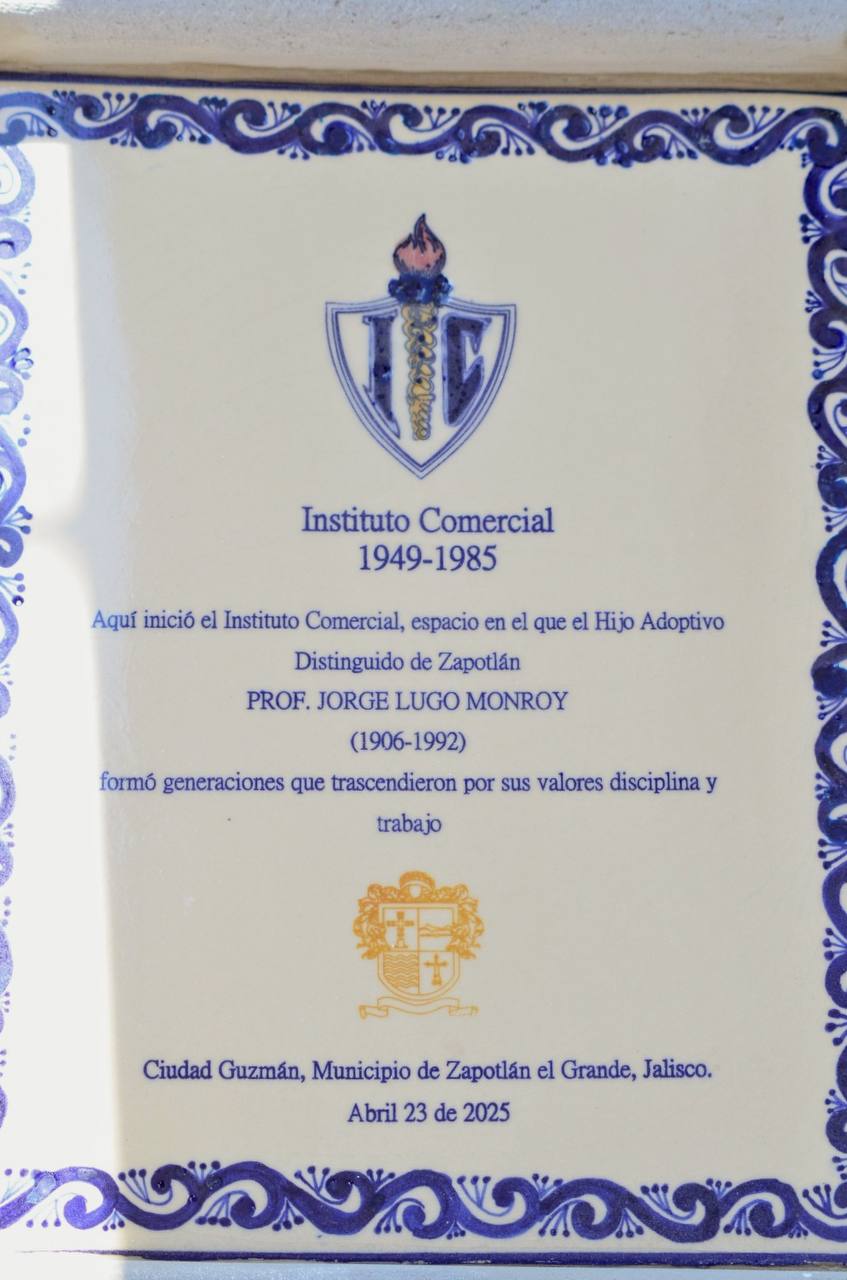 I C
Instituto Comercial
1949-1985
Aquí inició el Instituto Comercial, espacio en el que el Hijo Adoptivo
Distinguido de Zapotlán
PROF. JORGE LUGO MONROY
(1906-1992)
formó generaciones que trascendieron por sus valores disciplina y
trabajo
Ciudad Guzmán, Municipio de Zapotlán el Grande, Jalisco.
Abril 23 de 2025